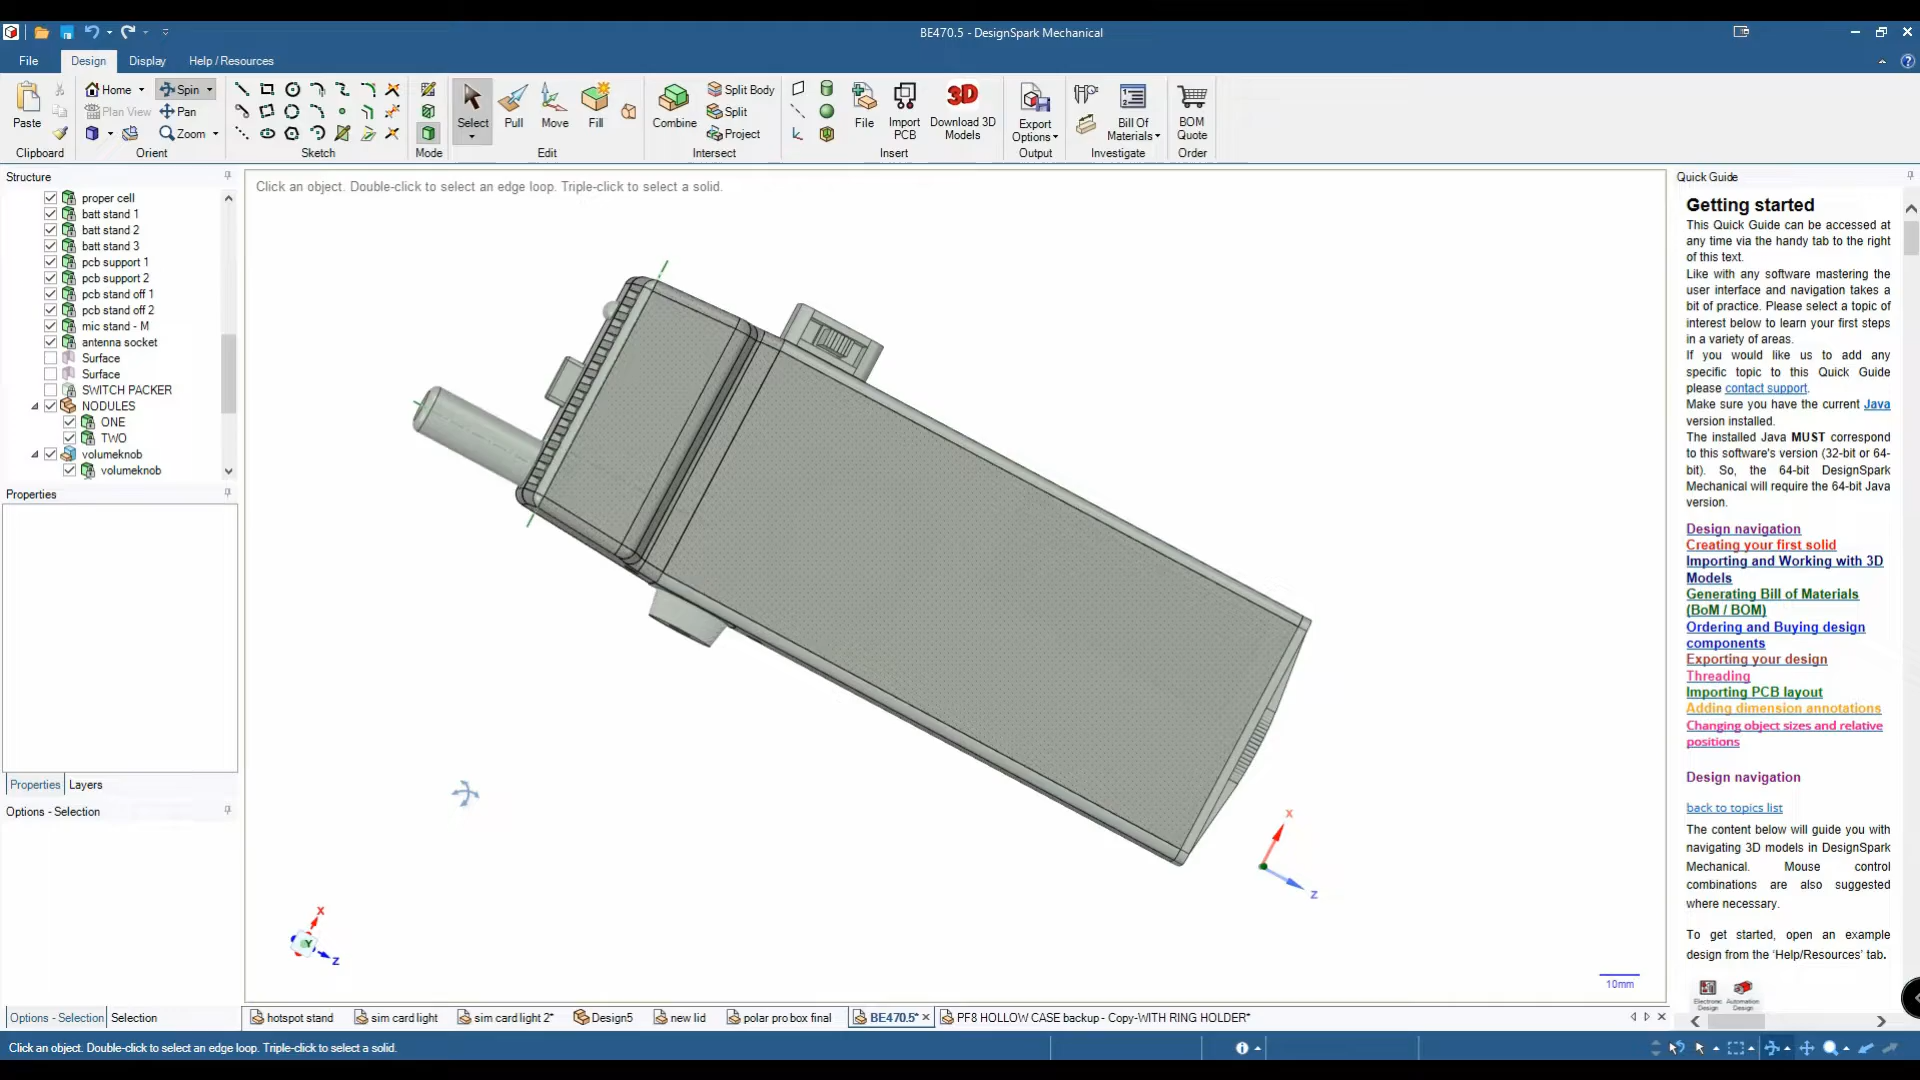 BE470.5 - DesignSpark Mechanical
File Design Display Help / Resources
Paste
Clipboard
Home Spin
Plan View Pan
Zoom
Orient
Sketch
Mode
Select Pull Move Fill
Edit
Combine
Split Body
Split
Project
Intersect
File
Import PCB
Download 3D Models
Insert
3D
Export Options
Output
Bill Of Materials
Investigate
BOM Quote
Order
Structure
proper cell
batt stand 1
batt stand 2
batt stand 3
pcb support 1
pcb support 2
pcb stand off 1
pcb stand off 2
mic stand - M
antenna socket
Surface
Surface
SWITCH PACKER
NODULES
ONE
TWO
volumeknob
volumeknob
Properties
Properties Layers
Options - Selection
Options - Selection Selection
Click an object. Double-click to select an edge loop. Triple-click to select a solid.
X
Z
X
Y
Z
10mm
Quick Guide
Getting started
This Quick Guide can be accessed at
any time via the handy tab to the right
of this text.
Like with any software mastering the
user interface and navigation takes a
bit of practice. Please select a topic of
interest below to learn your first steps
in a variety of areas.
If you would like us to add any
specific topic to this Quick Guide
please contact support.
Make sure you have the current Java
version installed.
The installed Java MUST correspond
to this software's version (32-bit or 64-
bit). So, the 64-bit DesignSpark
Mechanical will require the 64-bit Java
version.
Design navigation
Creating your first solid
Importing and Working with 3D
Models
Generating Bill of Materials
(BoM / BOM)
Ordering and Buying design
components
Exporting your design
Threading
Importing PCB layout
Adding dimension annotations
Changing object sizes and relative
positions
Design navigation
back to topics list
The content below will guide you with
navigating 3D models in DesignSpark
Mechanical. Mouse control
combinations are also suggested
where necessary.
To get started, open an example
design from the 'Help/Resources' tab.
Electronic Design
Automation Design
hotspot stand sim card light sim card light 2* Design5 new lid polar pro box final BE470.5* PF8 HOLLOW CASE backup - Copy-WITH RING HOLDER*
Click an object. Double-click to select an edge loop. Triple-click to select a solid.